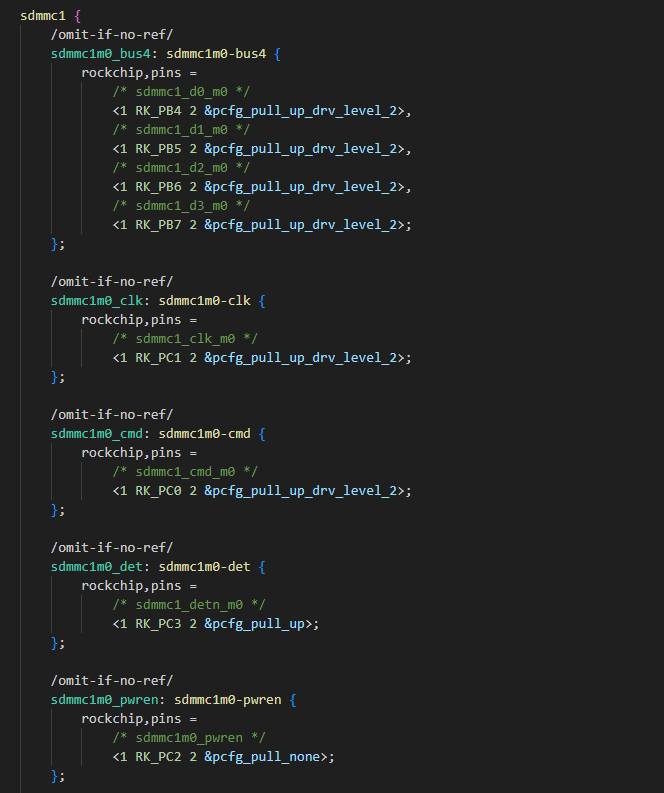 sdmmc1 {
/omit-if-no-ref/
sdmmc1m0_bus4: sdmmc1m0-bus4 {
rockchip,pins =
/* sdmmc1_d0_m0 */
<1 RK_PB4 2 &pcfg_pull_up_drv_level_2>,
/* sdmmc1_d1_m0 */
<1 RK_PB5 2 &pcfg_pull_up_drv_level_2>,
/* sdmmc1_d2_m0 */
<1 RK_PB6 2 &pcfg_pull_up_drv_level_2>,
/* sdmmc1_d3_m0 */
<1 RK_PB7 2 &pcfg_pull_up_drv_level_2>;
};
/omit-if-no-ref/
sdmmc1m0_clk: sdmmc1m0-clk {
rockchip,pins =
/* sdmmc1_clk_m0 */
<1 RK_PC1 2 &pcfg_pull_up_drv_level_2>;
};
/omit-if-no-ref/
sdmmc1m0_cmd: sdmmc1m0-cmd {
rockchip,pins =
/* sdmmc1_cmd_m0 */
<1 RK_PC0 2 &pcfg_pull_up_drv_level_2>;
};
/omit-if-no-ref/
sdmmc1m0_det: sdmmc1m0-det {
rockchip,pins =
/* sdmmc1_detn_m0 */
<1 RK_PC3 2 &pcfg_pull_up>;
};
/omit-if-no-ref/
sdmmc1m0_pwren: sdmmc1m0-pwren {
rockchip,pins =
/* sdmmc1m0_pwren */
<1 RK_PC2 2 &pcfg_pull_none>;
};